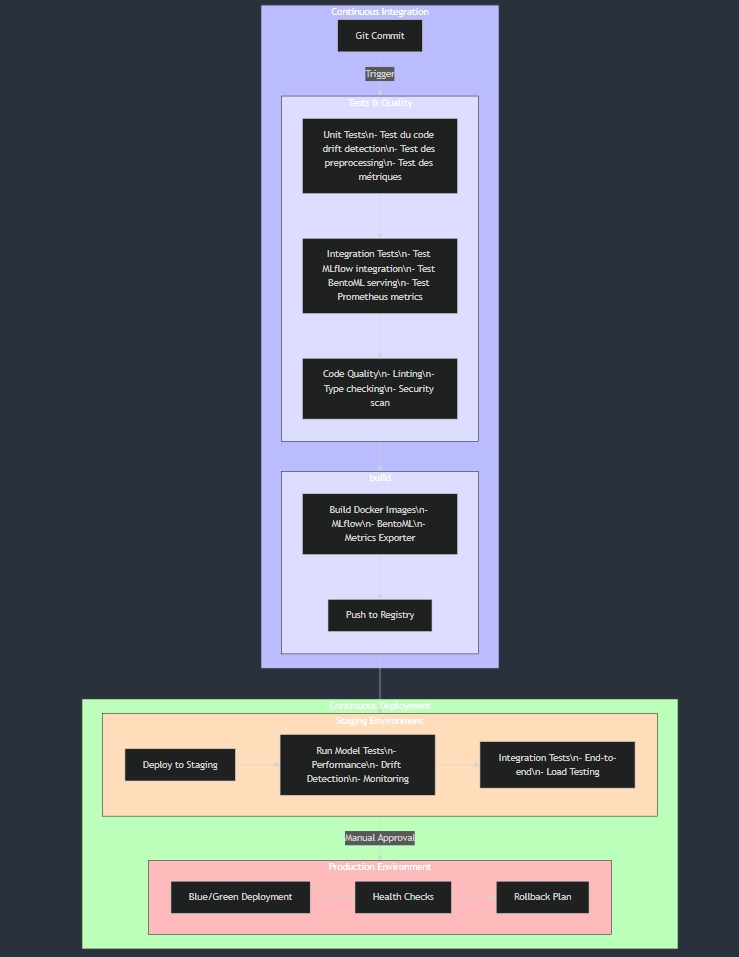 Continuous Integration
Git Commit
Trigger
Tests & Quality
Unit Tests\n- Test du code
drift detection\n- Test des
preprocessing\n- Test des
métriques
Integration Tests\n- Test
MLflow integration\n- Test
BentoML serving\n- Test
Prometheus metrics
Code Quality\n- Linting\n-
Type checking\n- Security
scan
build
Build Docker Images\n-
MLflow\n- BentoML\n-
Metrics Exporter
Push to Registry
Continuous Deployment
Staging Environment
Deploy to Staging
Run Model Tests\n-
Performance\n- Drift
Detection\n- Monitoring
Integration Tests\n- End-to-
end\n- Load Testing
Manual Approval
Production Environment
Blue/Green Deployment
Health Checks
Rollback Plan